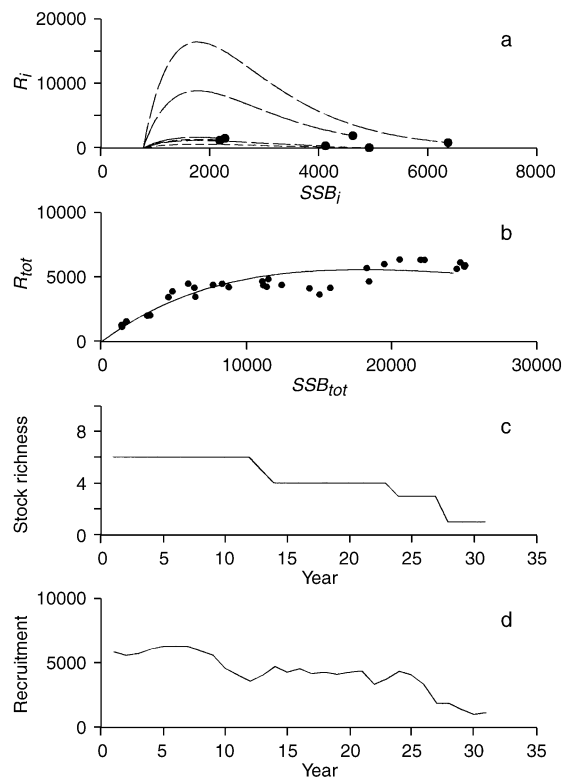 20000
a
R_i
10000
0
0 2000 4000 6000 8000
SSB_i
10000
b
R_tot
5000
0
0 10000 20000 30000
SSB_tot
c
8
Stock richness
4
0
0 5 10 15 20 25 30 35
Year
10000
d
Recruitment
5000
0
0 5 10 15 20 25 30 35
Year